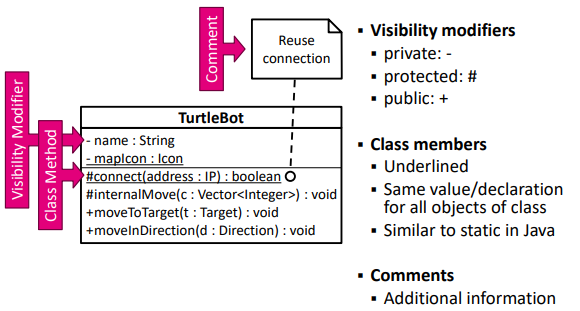 Comment
Reuse
connection
Visibility Modifier
Class Method
TurtleBot
- name : String
- mapIcon : Icon
#connect(address : IP) : boolean
#internalMove(c : Vector<Integer>) : void
+moveToTarget(t : Target) : void
+moveInDirection(d : Direction) : void
▪ Visibility modifiers
▪ private: -
▪ protected: #
▪ public: +
▪ Class members
▪ Underlined
▪ Same value/declaration
for all objects of class
▪ Similar to static in Java
▪ Comments
▪ Additional information